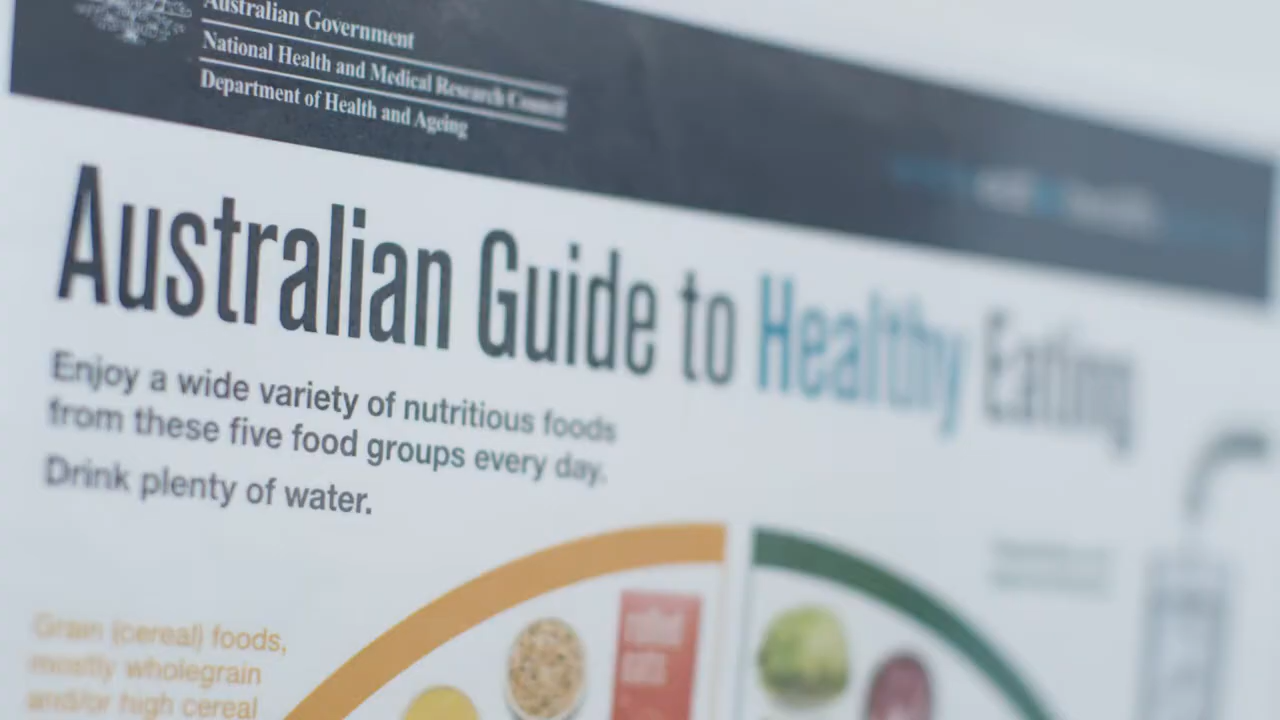 Australian Government
National Health and Medical Research Council
Department of Health and Ageing
Australian Guide to Healthy Eating
Enjoy a wide variety of nutritious foods
from these five food groups every day.
Drink plenty of water.
Grain (cereal) foods,
mostly wholegrain
and/or high cereal
rolled
oats